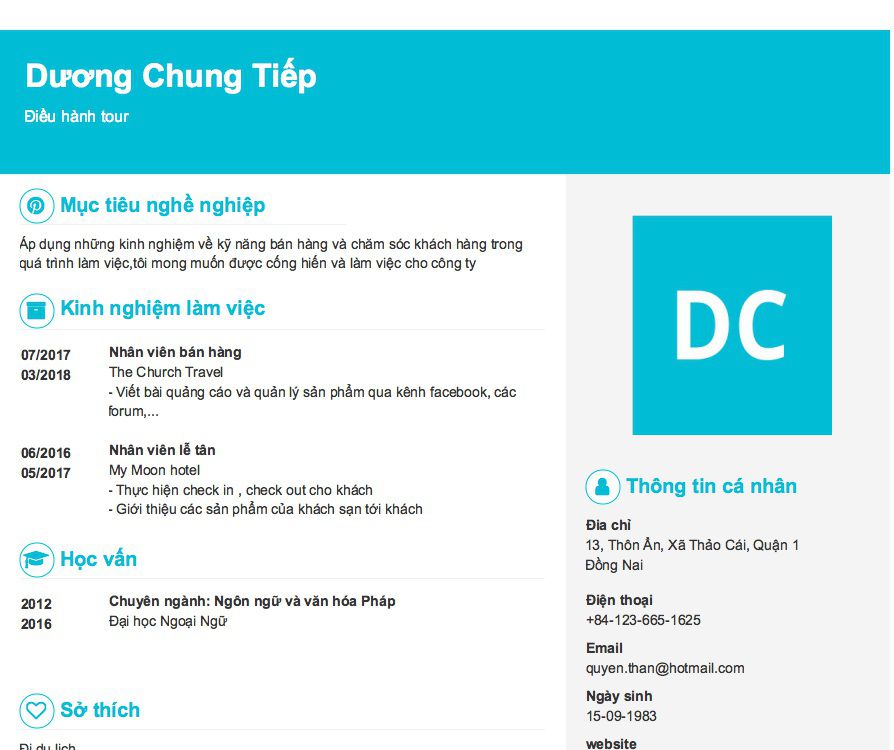 Dương Chung Tiếp
Điều hành tour
Mục tiêu nghề nghiệp
Áp dụng những kinh nghiệm về kỹ năng bán hàng và chăm sóc khách hàng trong
quá trình làm việc,tôi mong muốn được cống hiến và làm việc cho công ty
Kinh nghiệm làm việc
07/2017
03/2018
Nhân viên bán hàng
The Church Travel
- Viết bài quảng cáo và quản lý sản phẩm qua kênh facebook, các
forum,...
06/2016
05/2017
Nhân viên lễ tân
My Moon hotel
- Thực hiện check in , check out cho khách
- Giới thiệu các sản phẩm của khách sạn tới khách
Học vấn
2012
2016
Chuyên ngành: Ngôn ngữ và văn hóa Pháp
Đại học Ngoại Ngữ
Sở thích
Đi du lịch
DC
Thông tin cá nhân
Đia chỉ
13, Thôn Ẩn, Xã Thảo Cái, Quận 1
Đồng Nai
Điện thoại
+84-123-665-1625
Email
quyen.than@hotmail.com
Ngày sinh
15-09-1983
website